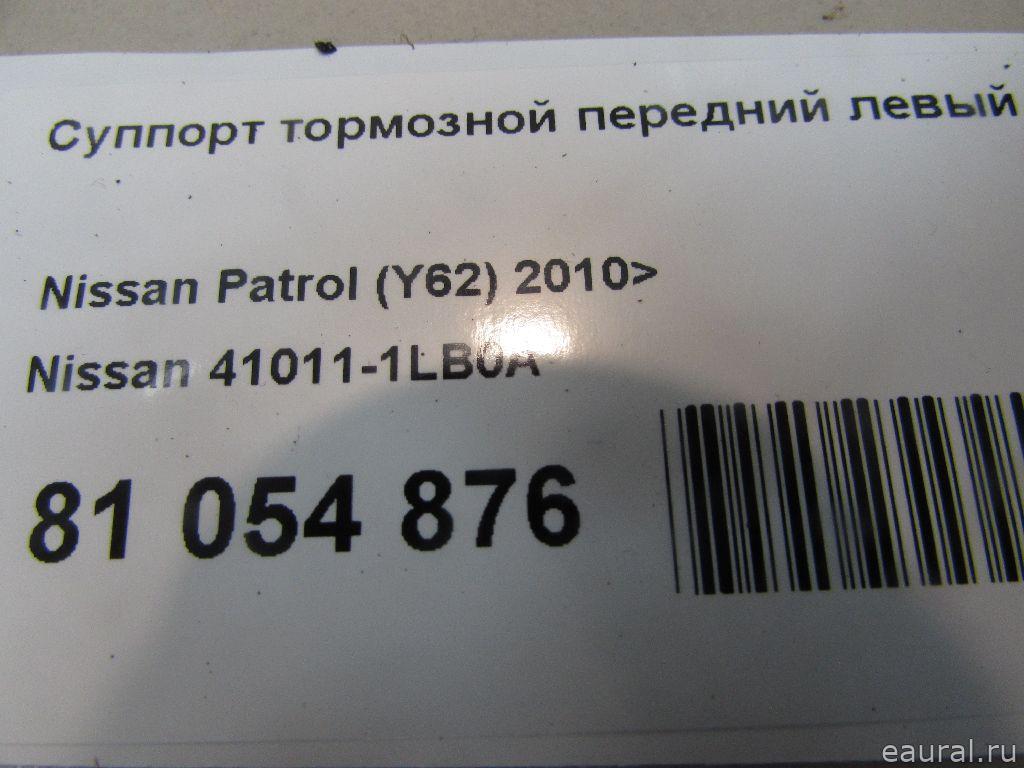 Суппорт тормозной передний левый
Nissan Patrol (Y62) 2010>
Nissan 41011-1LB0A
81 054 876
eaural.ru